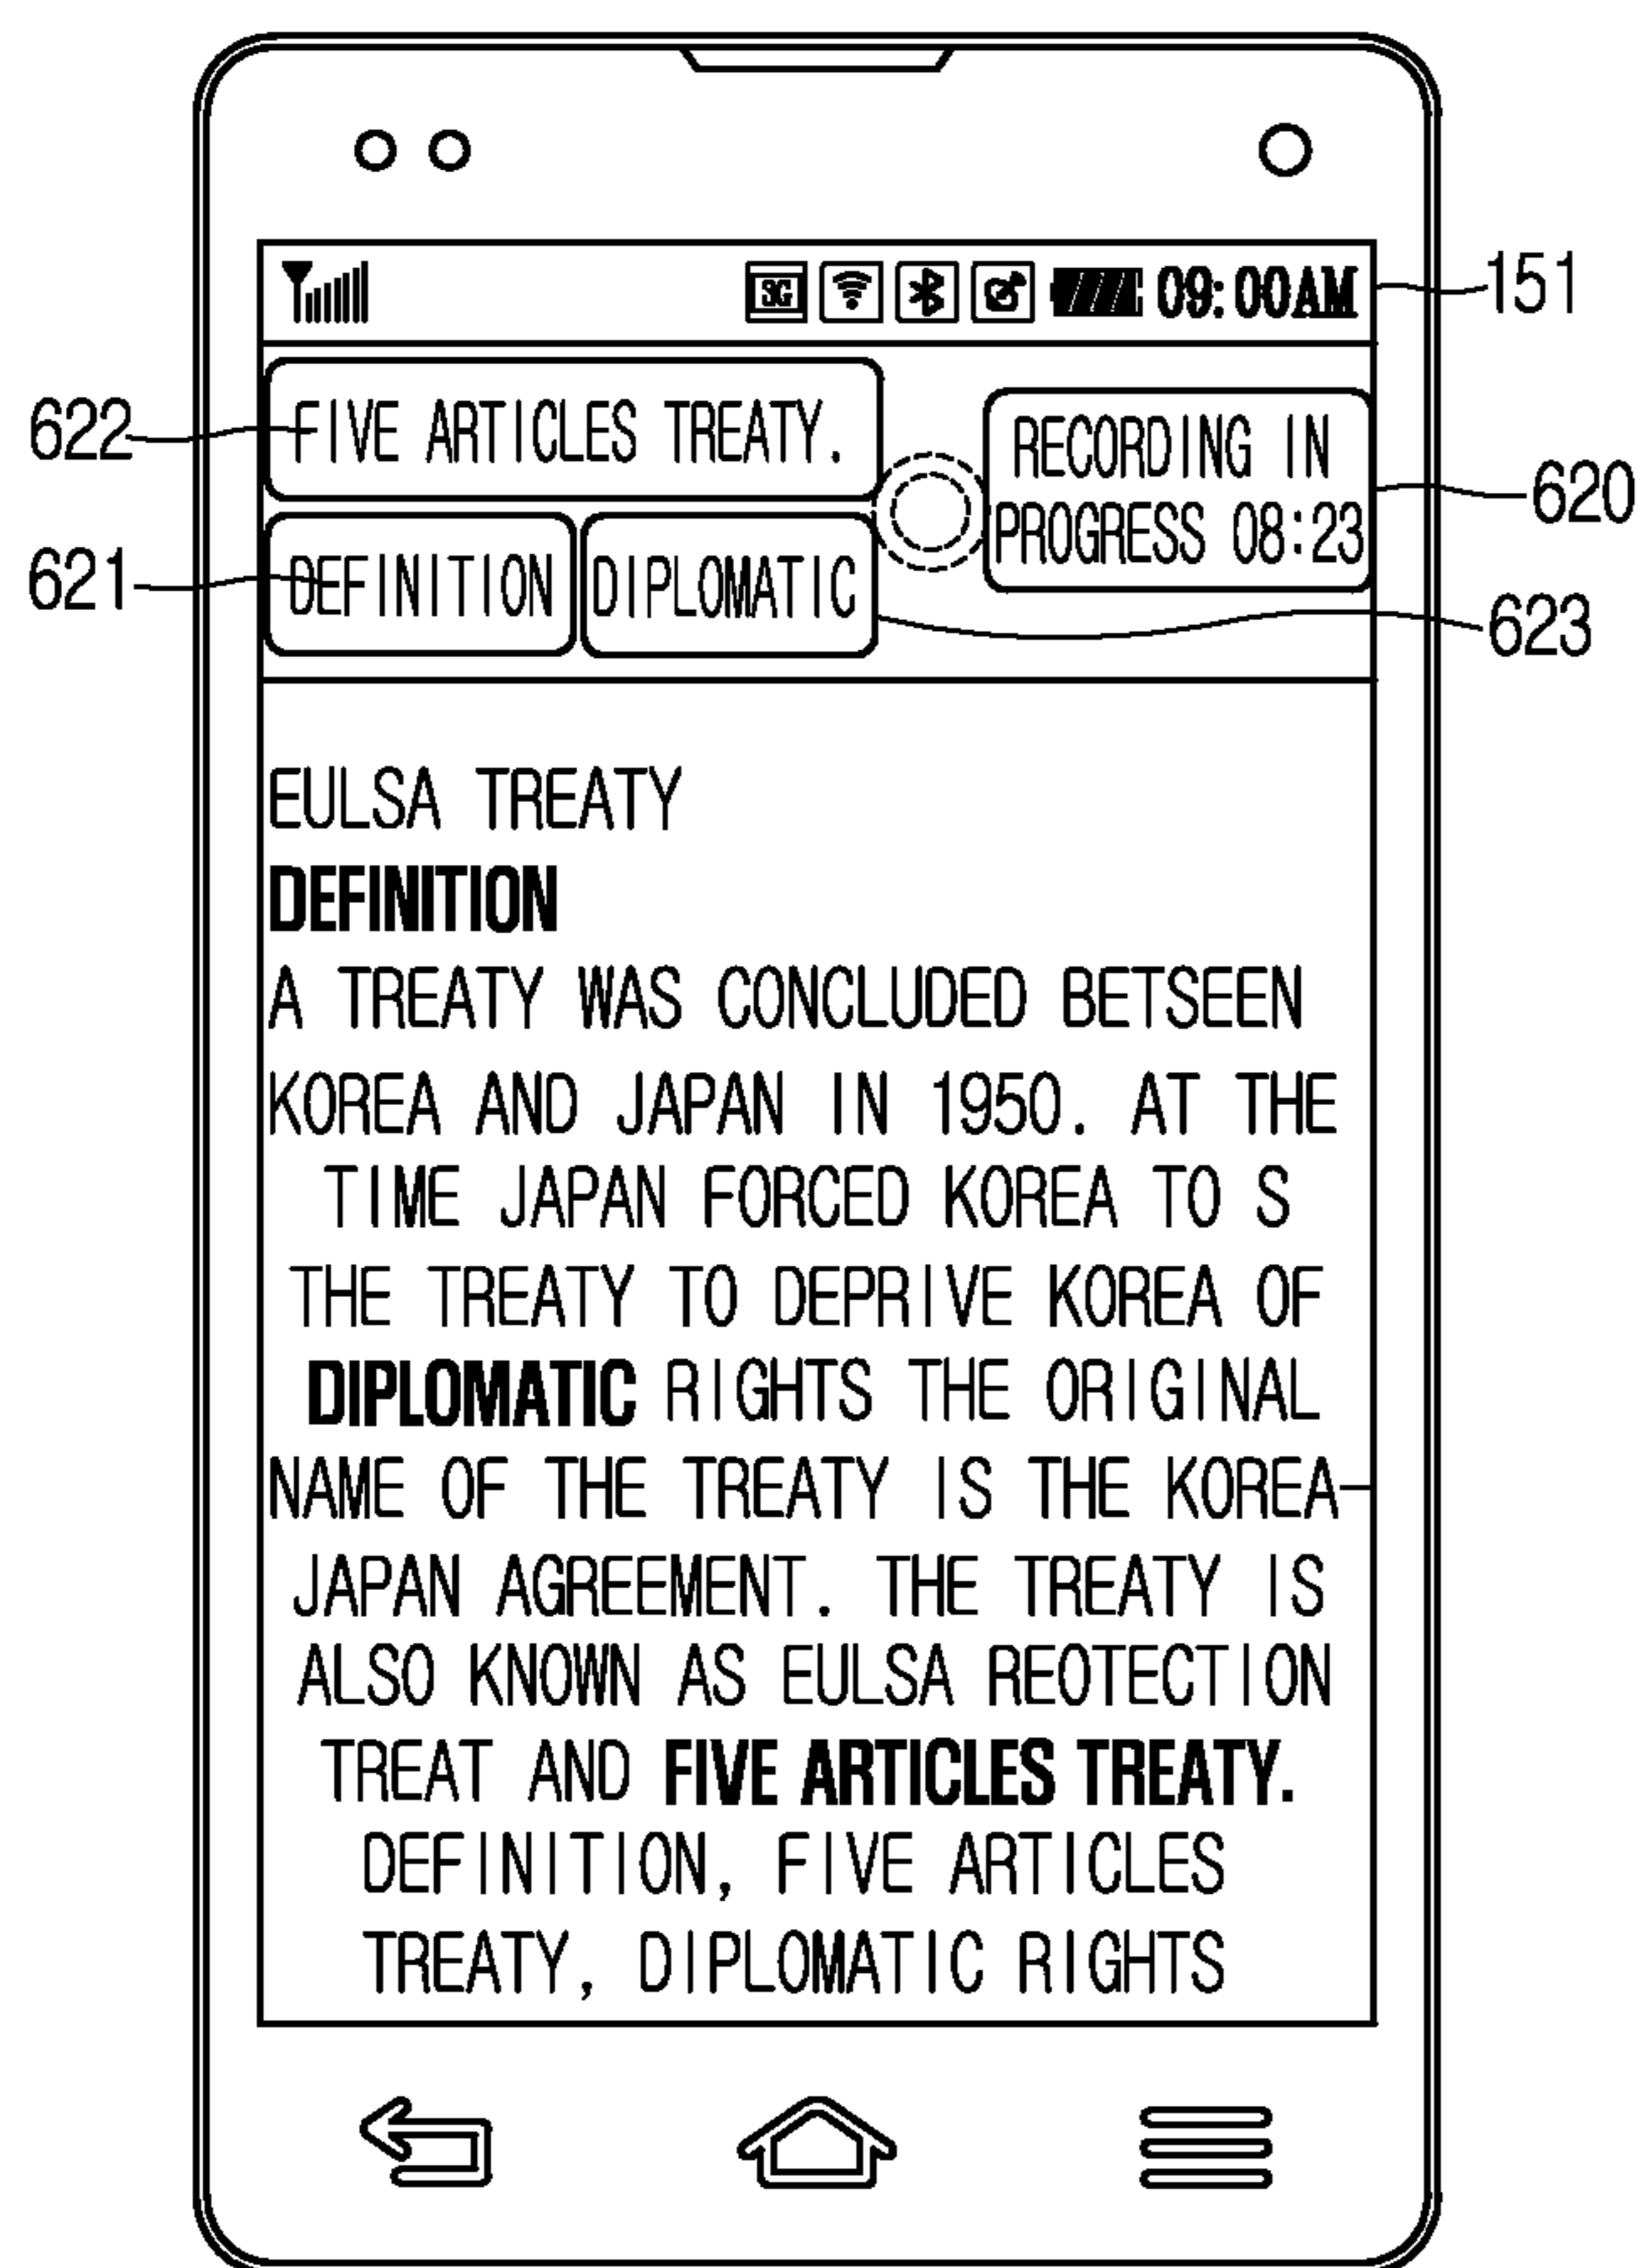 3G 09:00AM
151
622
FIVE ARTICLES TREATY.
RECORDING IN
PROGRESS 08:23
620
621
DEFINITION DIPLOMATIC
623
EULSA TREATY
DEFINITION
A TREATY WAS CONCLUDED BETSEEN
KOREA AND JAPAN IN 1950. AT THE
TIME JAPAN FORCED KOREA TO S
THE TREATY TO DEPRIVE KOREA OF
DIPLOMATIC RIGHTS THE ORIGINAL
NAME OF THE TREATY IS THE KOREA-
JAPAN AGREEMENT. THE TREATY IS
ALSO KNOWN AS EULSA REOTECTION
TREAT AND FIVE ARTICLES TREATY.
DEFINITION, FIVE ARTICLES
TREATY, DIPLOMATIC RIGHTS